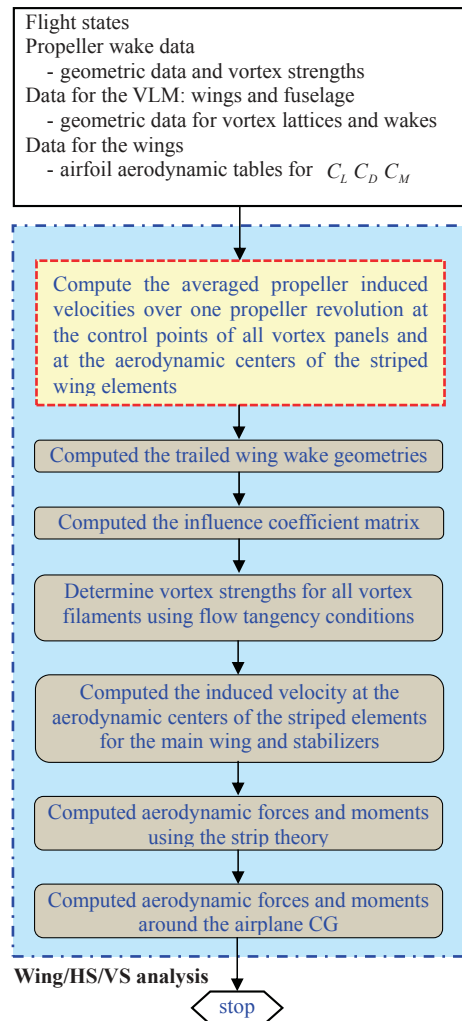 Flight states
Propeller wake data
- geometric data and vortex strengths
Data for the VLM: wings and fuselage
- geometric data for vortex lattices and wakes
Data for the wings
- airfoil aerodynamic tables for C_L C_D C_M
Compute the averaged propeller induced
velocities over one propeller revolution at
the control points of all vortex panels and
at the aerodynamic centers of the striped
wing elements
Computed the trailed wing wake geometries
Computed the influence coefficient matrix
Determine vortex strengths for all vortex
filaments using flow tangency conditions
Computed the induced velocity at the
aerodynamic centers of the striped elements
for the main wing and stabilizers
Computed aerodynamic forces and moments
using the strip theory
Computed aerodynamic forces and moments
around the airplane CG
Wing/HS/VS analysis
stop